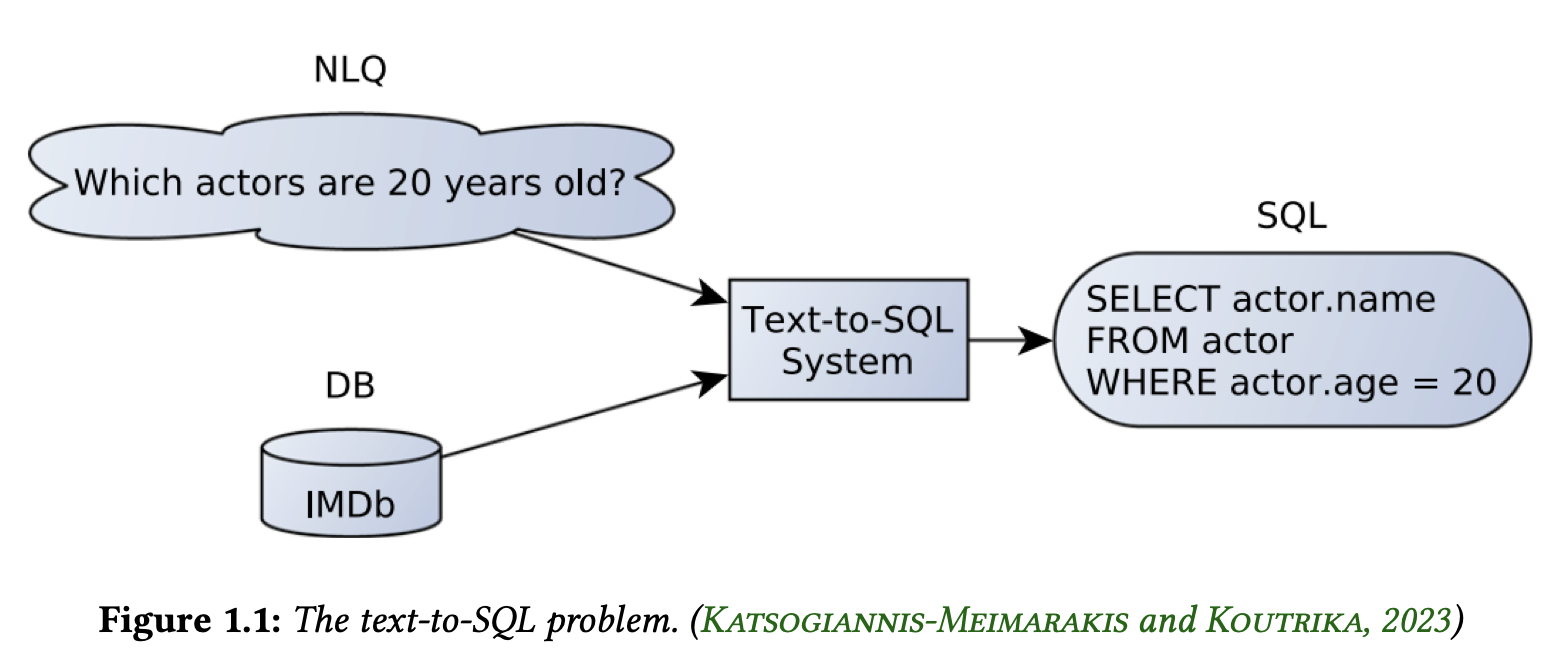 NLQ
Which actors are 20 years old?
DB
IMDb
Text-to-SQL
System
SQL
SELECT actor.name
FROM actor
WHERE actor.age = 20
Figure 1.1: The text-to-SQL problem. (Katsogiannis-Meimarakis and Koutrika, 2023)